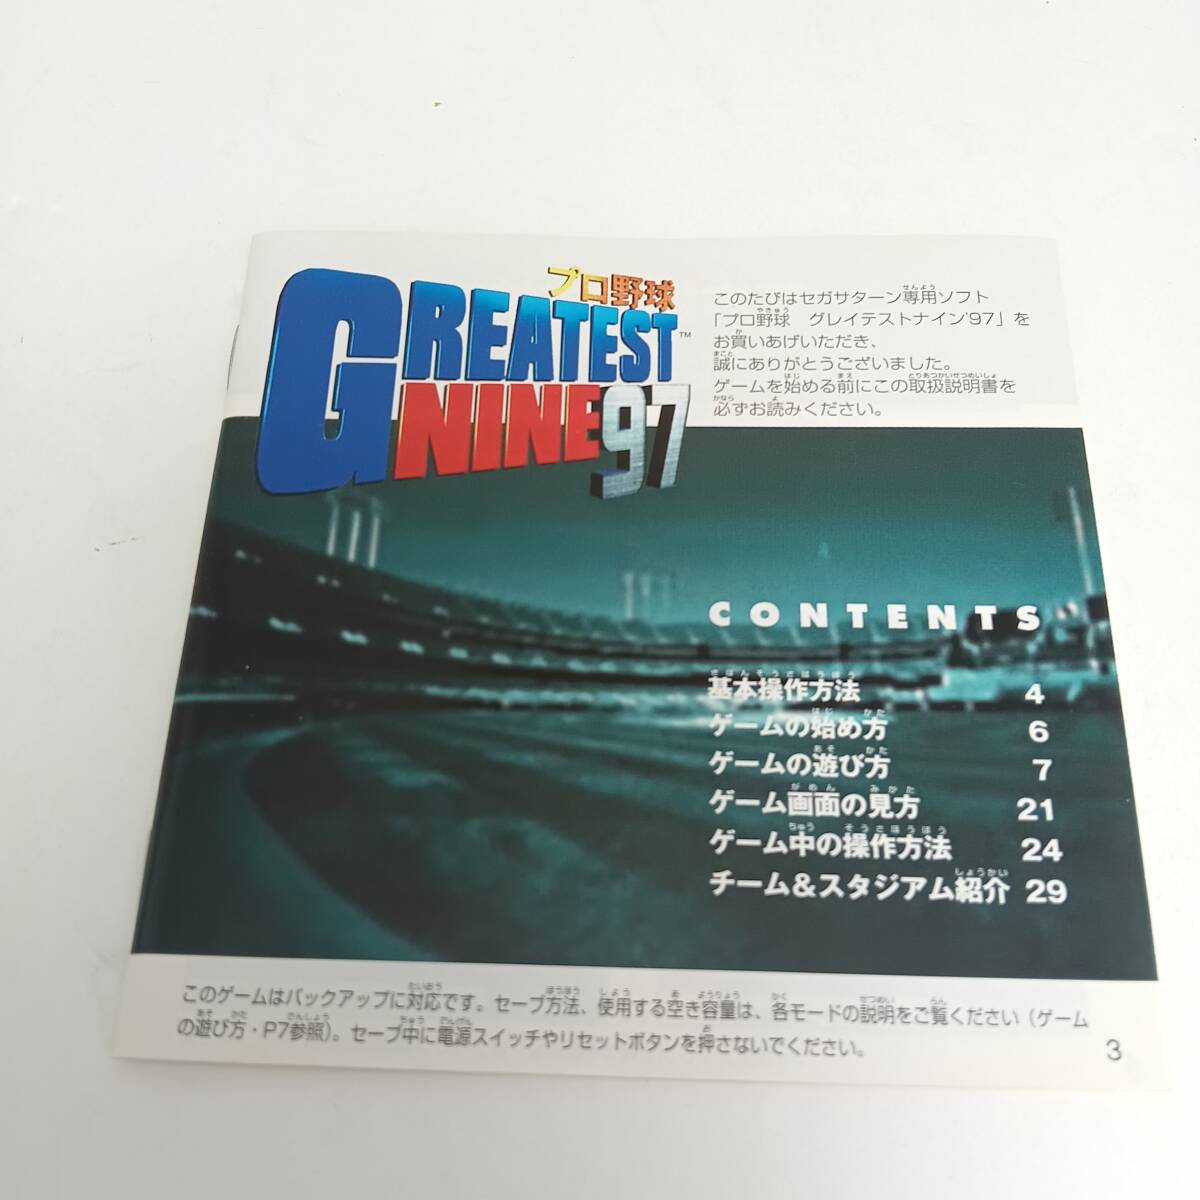 プロ野球
GREATEST
NINE97
™
このたびはセガサターン専用ソフト
「プロ野球　グレイテストナイン'97」を
お買いあげいただき、
誠にありがとうございました。
ゲームを始める前にこの取扱説明書を
必ずお読みください。
CONTENTS
基本操作方法 4
ゲームの始め方 6
ゲームの遊び方 7
ゲーム画面の見方 21
ゲーム中の操作方法 24
チーム&スタジアム紹介 29
このゲームはバックアップに対応です。セーブ方法、使用する空き容量は、各モードの説明をご覧ください（ゲーム
の遊び方・P7参照）。セーブ中に電源スイッチやリセットボタンを押さないでください。
3